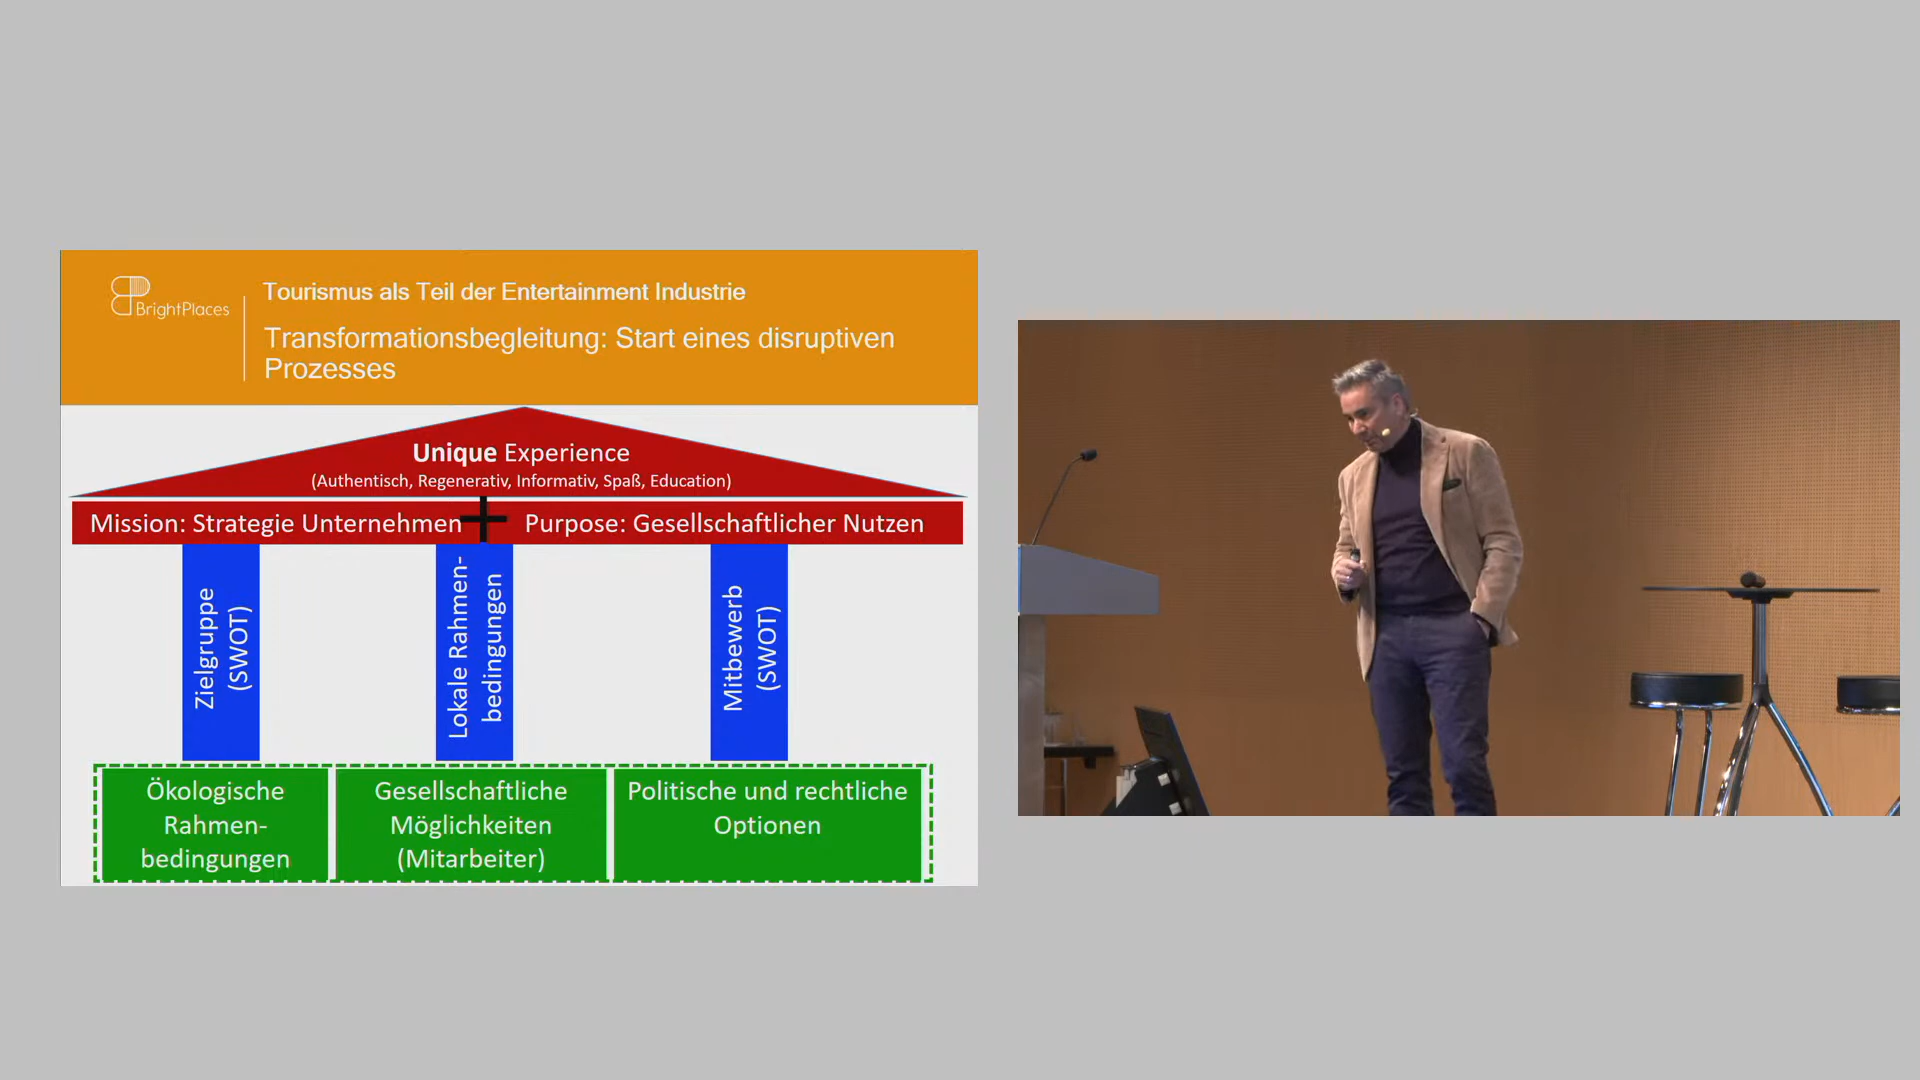 BrightPlaces
Tourismus als Teil der Entertainment Industrie
Transformationsbegleitung: Start eines disruptiven
Prozesses
Unique Experience
(Authentisch, Regenerativ, Informativ, Spaß, Education)
Mission: Strategie Unternehmen
Purpose: Gesellschaftlicher Nutzen
Zielgruppe
(SWOT)
Lokale Rahmen-
bedingungen
Mitbewerb
(SWOT)
Ökologische
Rahmen-
bedingungen
Gesellschaftliche
Möglichkeiten
(Mitarbeiter)
Politische und rechtliche
Optionen